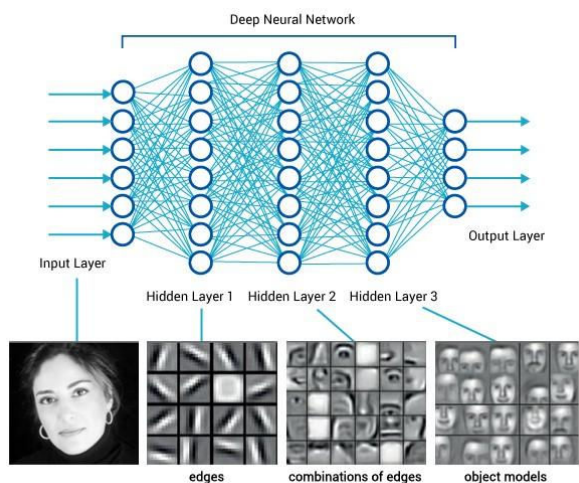 Deep Neural Network
Input Layer
Output Layer
Hidden Layer 1
Hidden Layer 2
Hidden Layer 3
edges
combinations of edges
object models